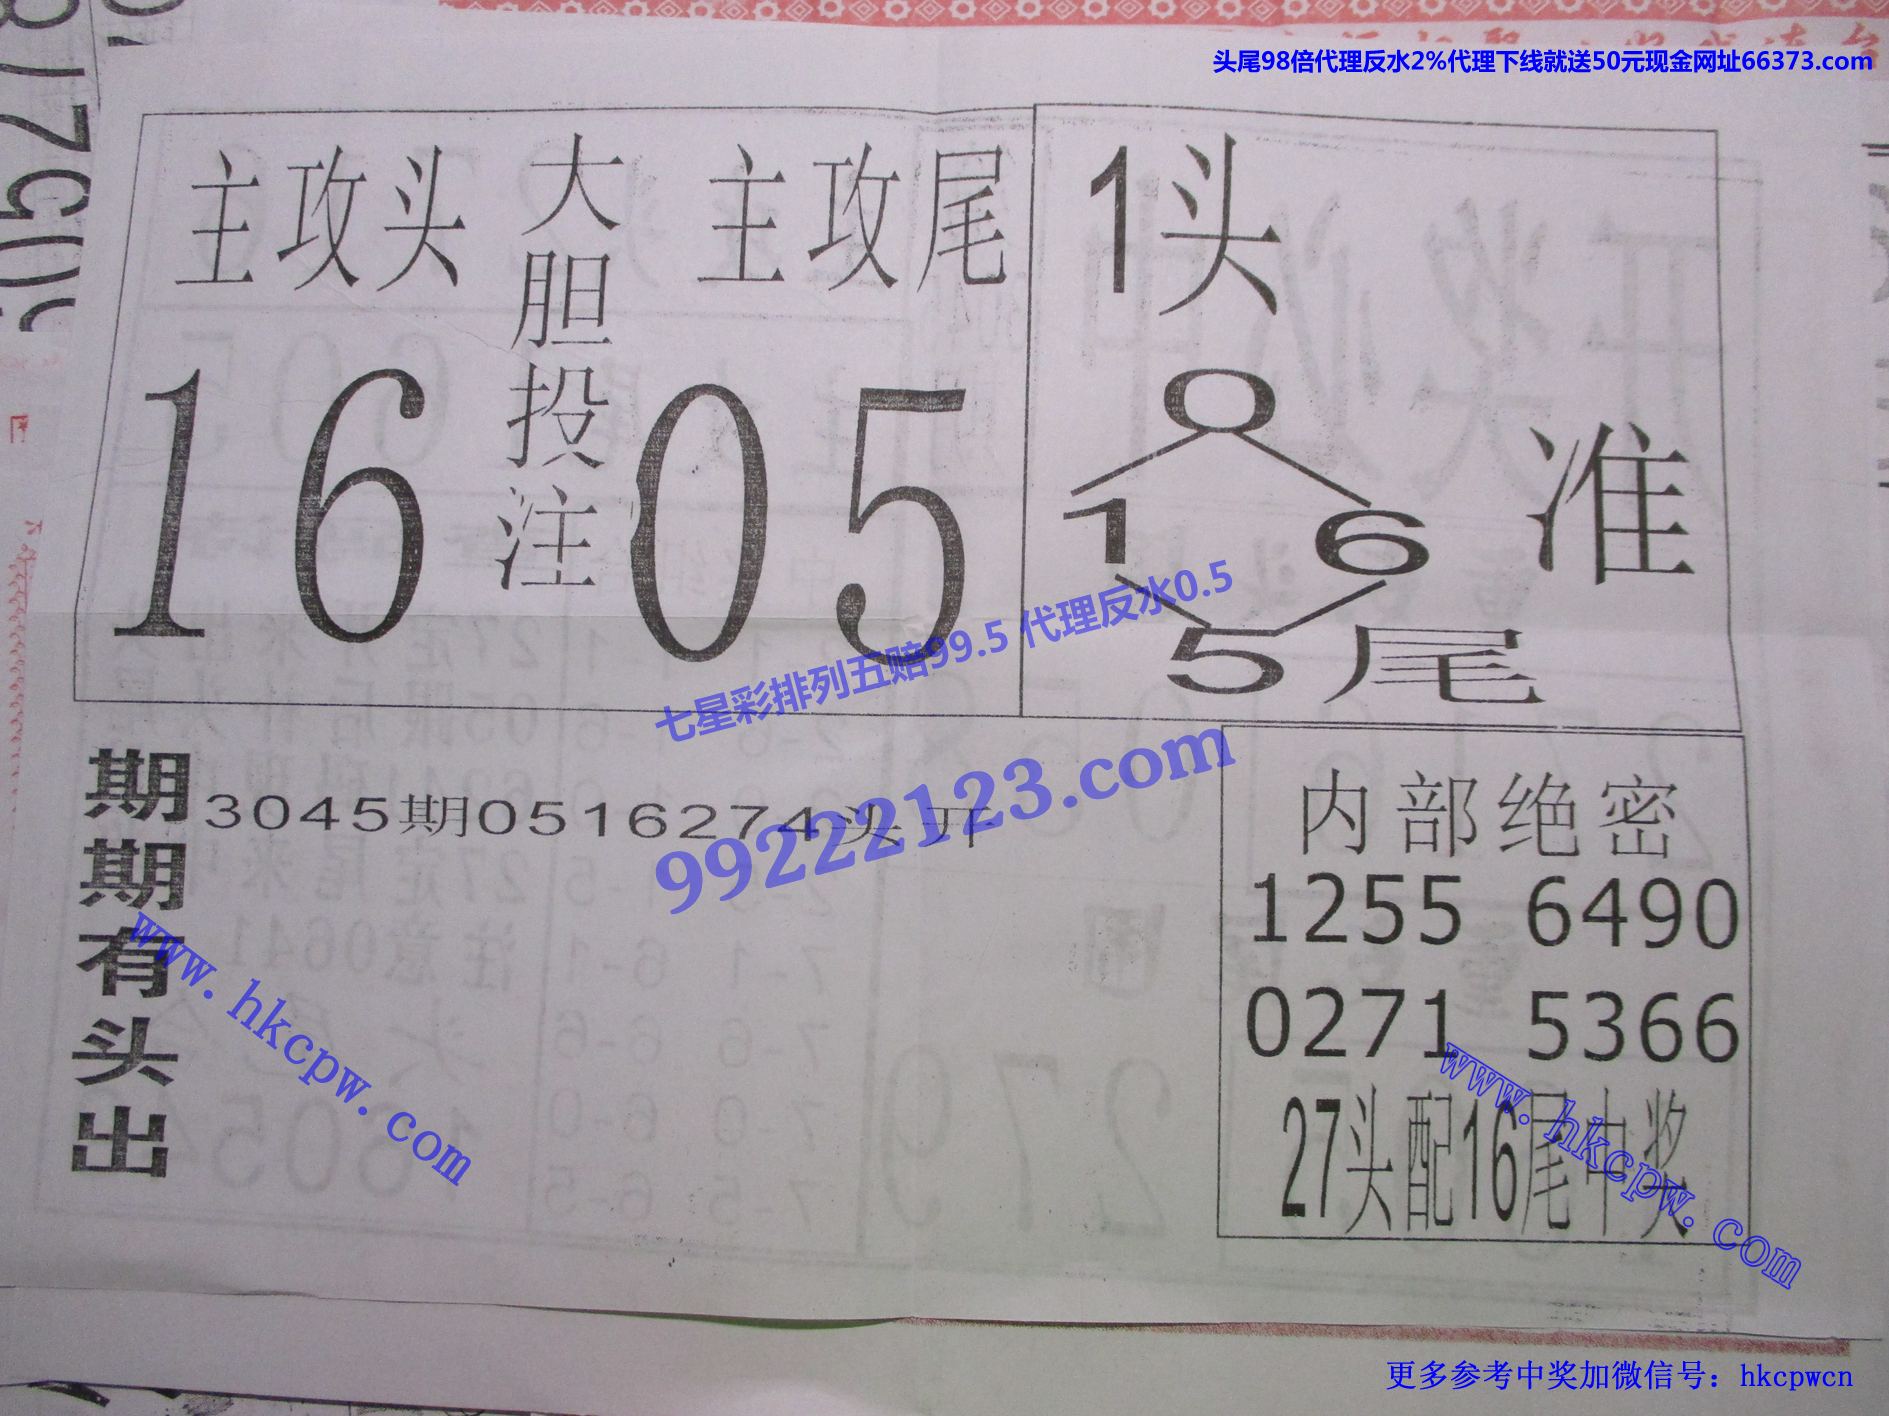 头尾98倍代理反水2%代理下线就送50元现金网址66373.com
主攻头
大胆投注
主攻尾
16
05
1头
0
1 6
5尾
准
七星彩排列五赔99.5 代理反水0.5
99222123.com
期期有头出
3045期0516274头开
内部绝密
1255 6490
0271 5366
27头配16尾中奖
www.hkcpw.com
www.hkcpw.com
更多参考中奖加微信号：hkcpwcn